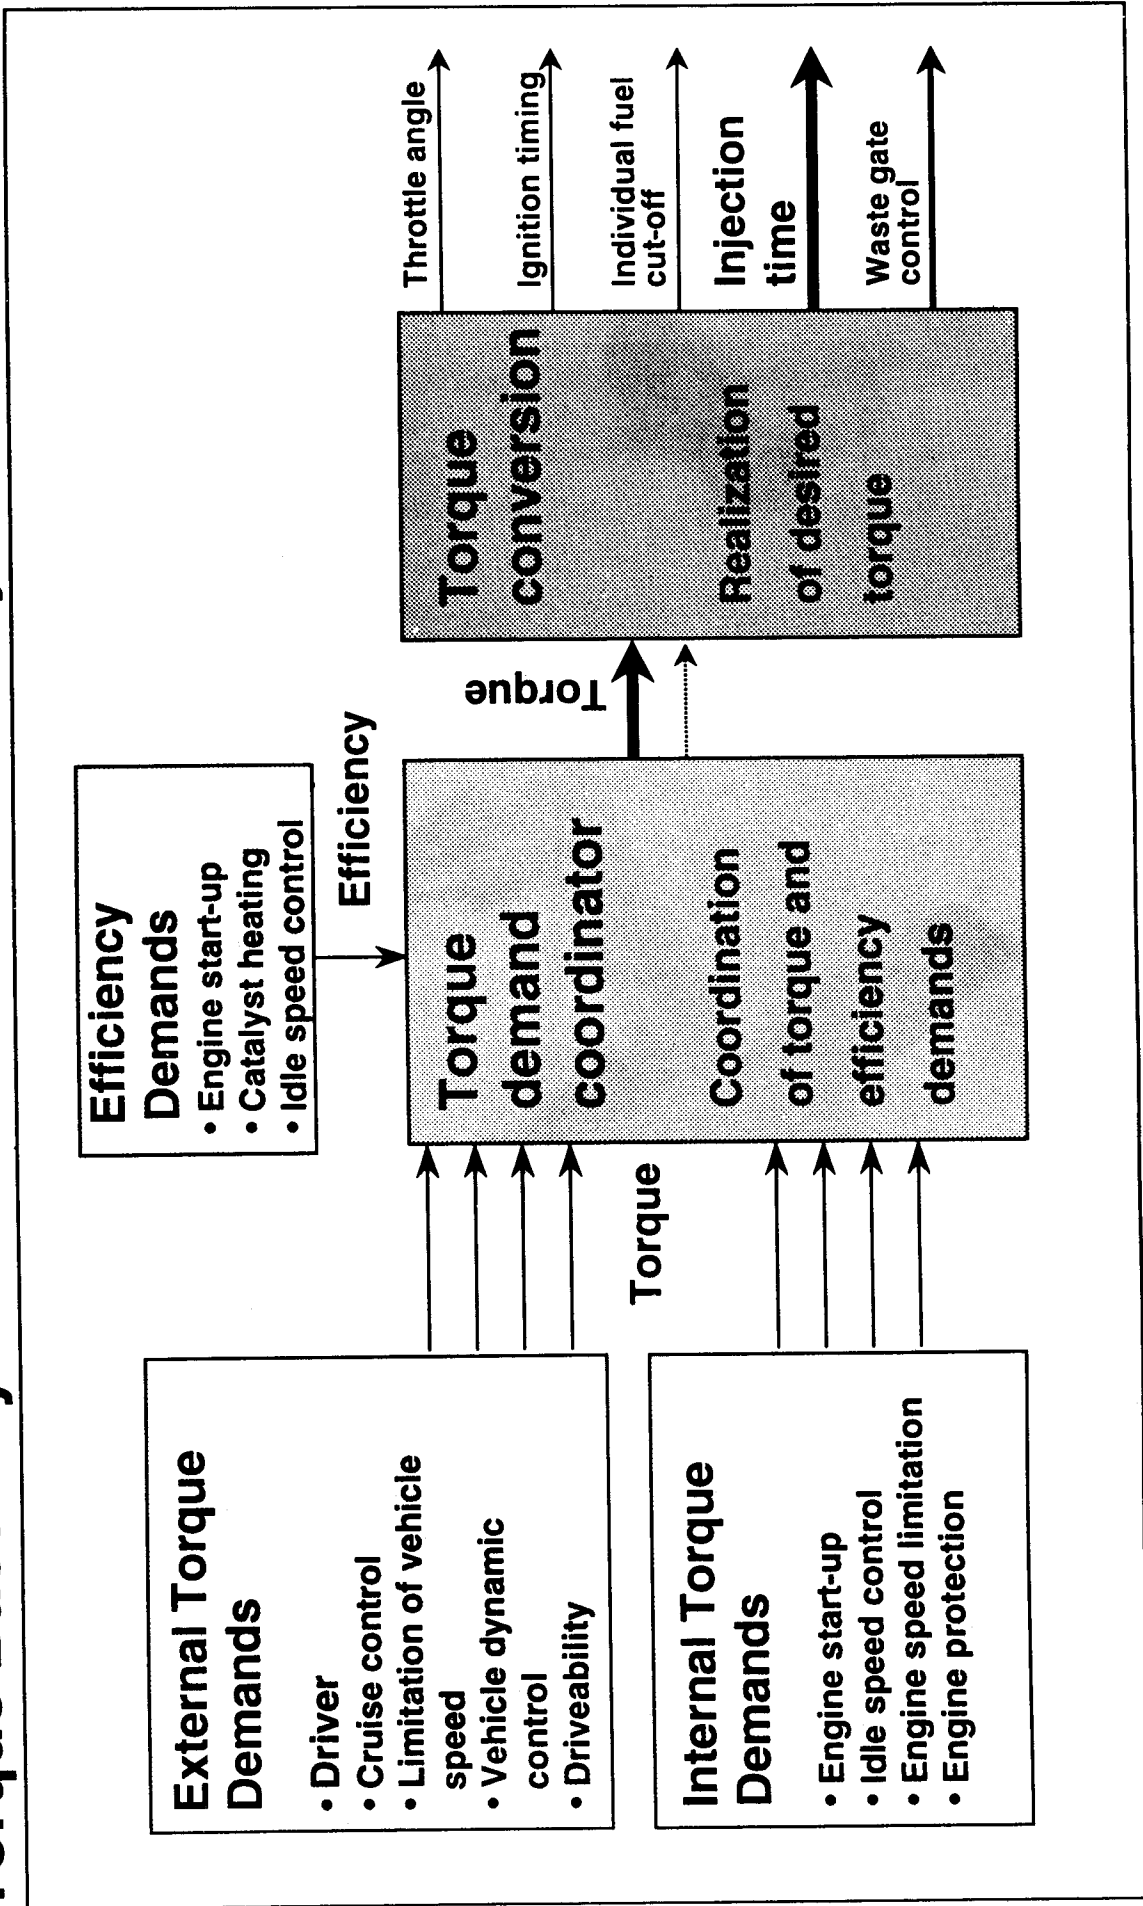 External Torque
Demands
• Driver
• Cruise control
• Limitation of vehicle
speed
• Vehicle dynamic
control
• Driveability
Internal Torque
Demands
• Engine start-up
• Idle speed control
• Engine speed limitation
• Engine protection
Torque
Efficiency
Demands
• Engine start-up
• Catalyst heating
• Idle speed control
Efficiency
Torque
demand
coordinator
Coordination
of torque and
efficiency
demands
Torque
Torque
conversion
Realization
of desired
torque
Throttle angle
Ignition timing
Individual fuel
cut-off
Injection
time
Waste gate
control